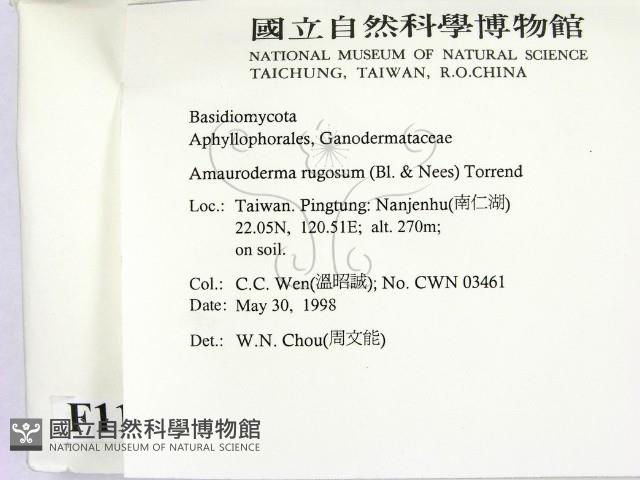 國立自然科學博物館
NATIONAL MUSEUM OF NATURAL SCIENCE
TAICHUNG, TAIWAN, R.O.CHINA
Basidiomycota
Aphyllophorales, Ganodermataceae
Amauroderma rugosum (Bl. & Nees) Torrend
Loc.: Taiwan. Pingtung: Nanjenhu(南仁湖)
22.05N, 120.51E; alt. 270m;
on soil.
Col.: C.C. Wen(溫昭誠); No. CWN 03461
Date: May 30, 1998
Det.: W.N. Chou(周文能)
國立自然科學博物館
NATIONAL MUSEUM OF NATURAL SCIENCE